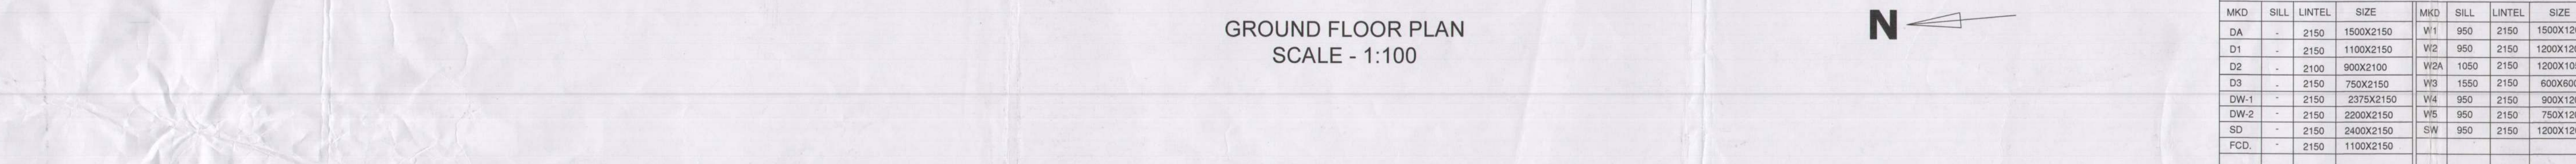 GROUND FLOOR PLAN
SCALE - 1:100
N
MKD SILL LINTEL SIZE MKD SILL LINTEL SIZE
DA - 2150 1500X2150 W1 950 2150
D1 - 2150 1100X2150 W2 950 2150
D2 - 2100 900X2100 W2A 1050 2150
D3 - 2150 750X2150 W3 1550 2150
DW-1 - 2150 2375X2150 W4 950 2150
DW-2 - 2150 2200X2150 W5 950 2150
SD - 2150 2400X2150 SW 950 2150
FCD. - 2150 1100X2150